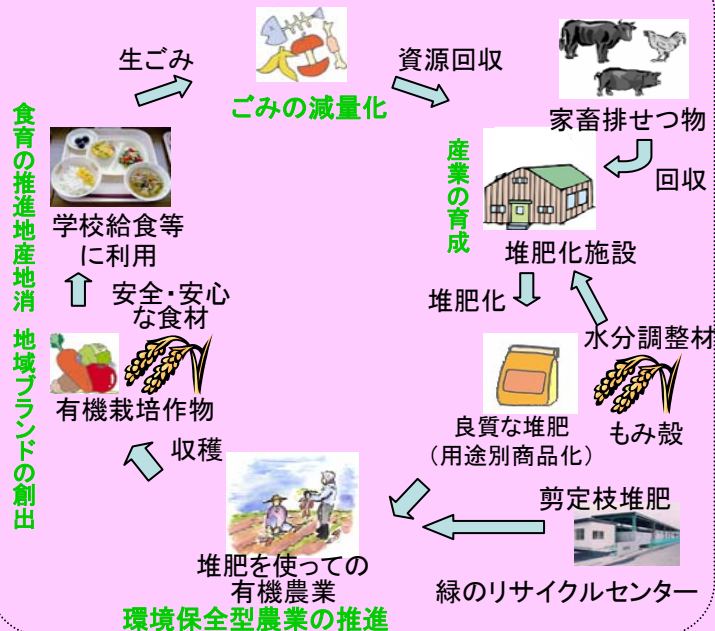 生ごみ
資源回収
ごみの減量化
家畜排せつ物
回収
産業の育成
堆肥化施設
堆肥化
水分調整材
もみ殻
良質な堆肥
(用途別商品化)
剪定枝堆肥
緑のリサイクルセンター
堆肥を使っての
有機農業
環境保全型農業の推進
収穫
有機栽培作物
安全・安心
な食材
学校給食等
に利用
食育の推進地産地消 地域ブランドの創出